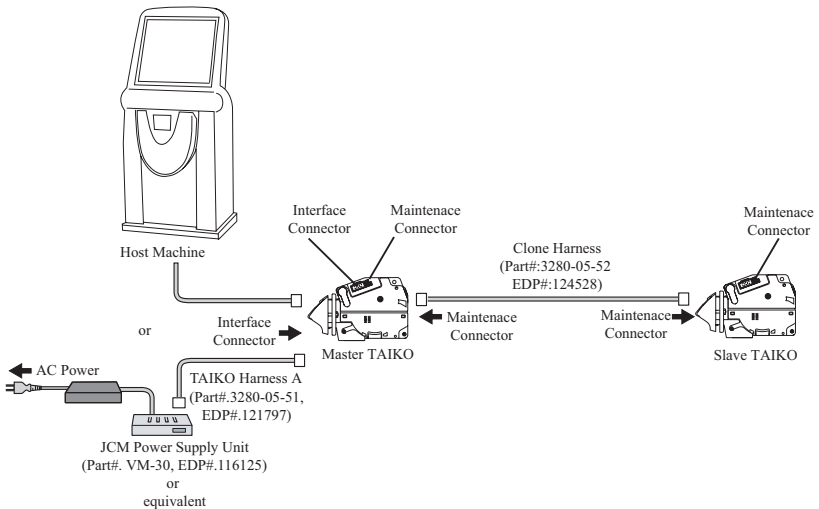 Host Machine
or
Interface
Connector
Maintenace
Connector
Clone Harness
(Part#:3280-05-52
EDP#:124528)
Maintenace
Connector
Interface
Connector
Master TAIKO
Maintenace
Connector
Maintenace
Connector
Slave TAIKO
AC Power
TAIKO Harness A
(Part#.3280-05-51,
EDP#.121797)
JCM Power Supply Unit
(Part#. VM-30, EDP#.116125)
or
equivalent